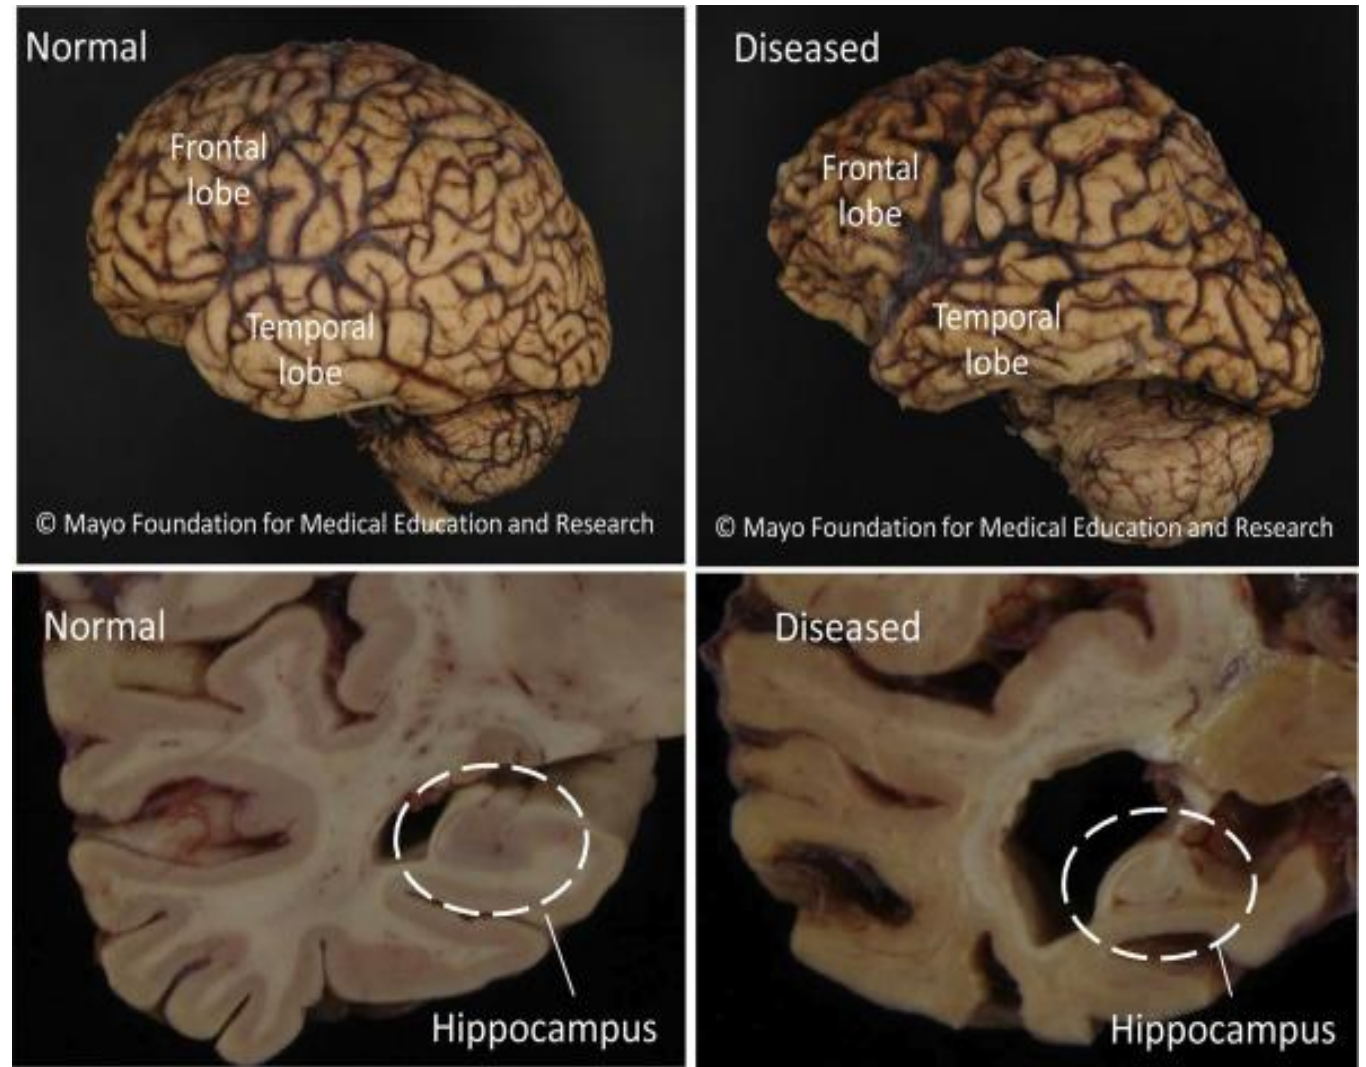 Normal
Frontal
lobe
Temporal
lobe
© Mayo Foundation for Medical Education and Research
Diseased
Frontal
lobe
Temporal
lobe
© Mayo Foundation for Medical Education and Research
Normal
Hippocampus
Diseased
Hippocampus